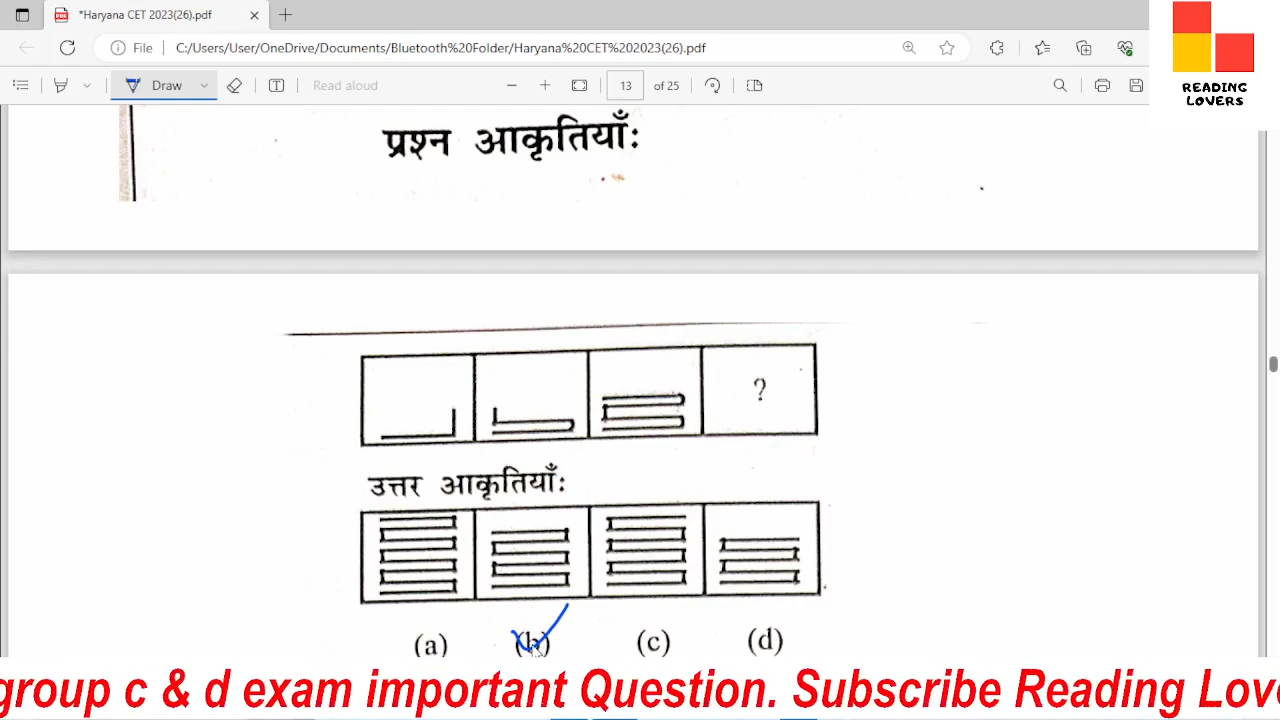 *Haryana CET 2023(26).pdf
File C:/Users/User/OneDrive/Documents/Bluetooth%20Folder/Haryana%20CET%202023(26).pdf
Draw Read aloud 13 of 25
READING
LOVERS
प्रश्न आकृतियाँ:
?
उत्तर आकृतियाँ:
(a) (b) (c) (d)
group c & d exam important Question. Subscribe Reading Love